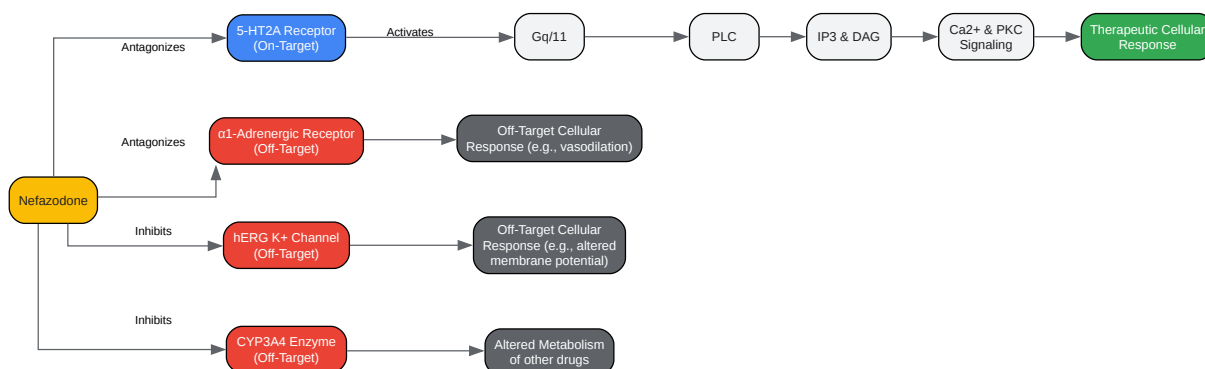 5-HT2A Receptor
(On-Target)
Antagonizes
Activates
Gq/11
PLC
IP3 & DAG
Ca2+ & PKC
Signaling
Therapeutic Cellular
Response
Antagonizes
α1-Adrenergic Receptor
(Off-Target)
Off-Target Cellular
Response (e.g., vasodilation)
Nefazodone
Inhibits
hERG K+ Channel
(Off-Target)
Off-Target Cellular
Response (e.g., altered
membrane potential)
Inhibits
CYP3A4 Enzyme
(Off-Target)
Altered Metabolism
of other drugs